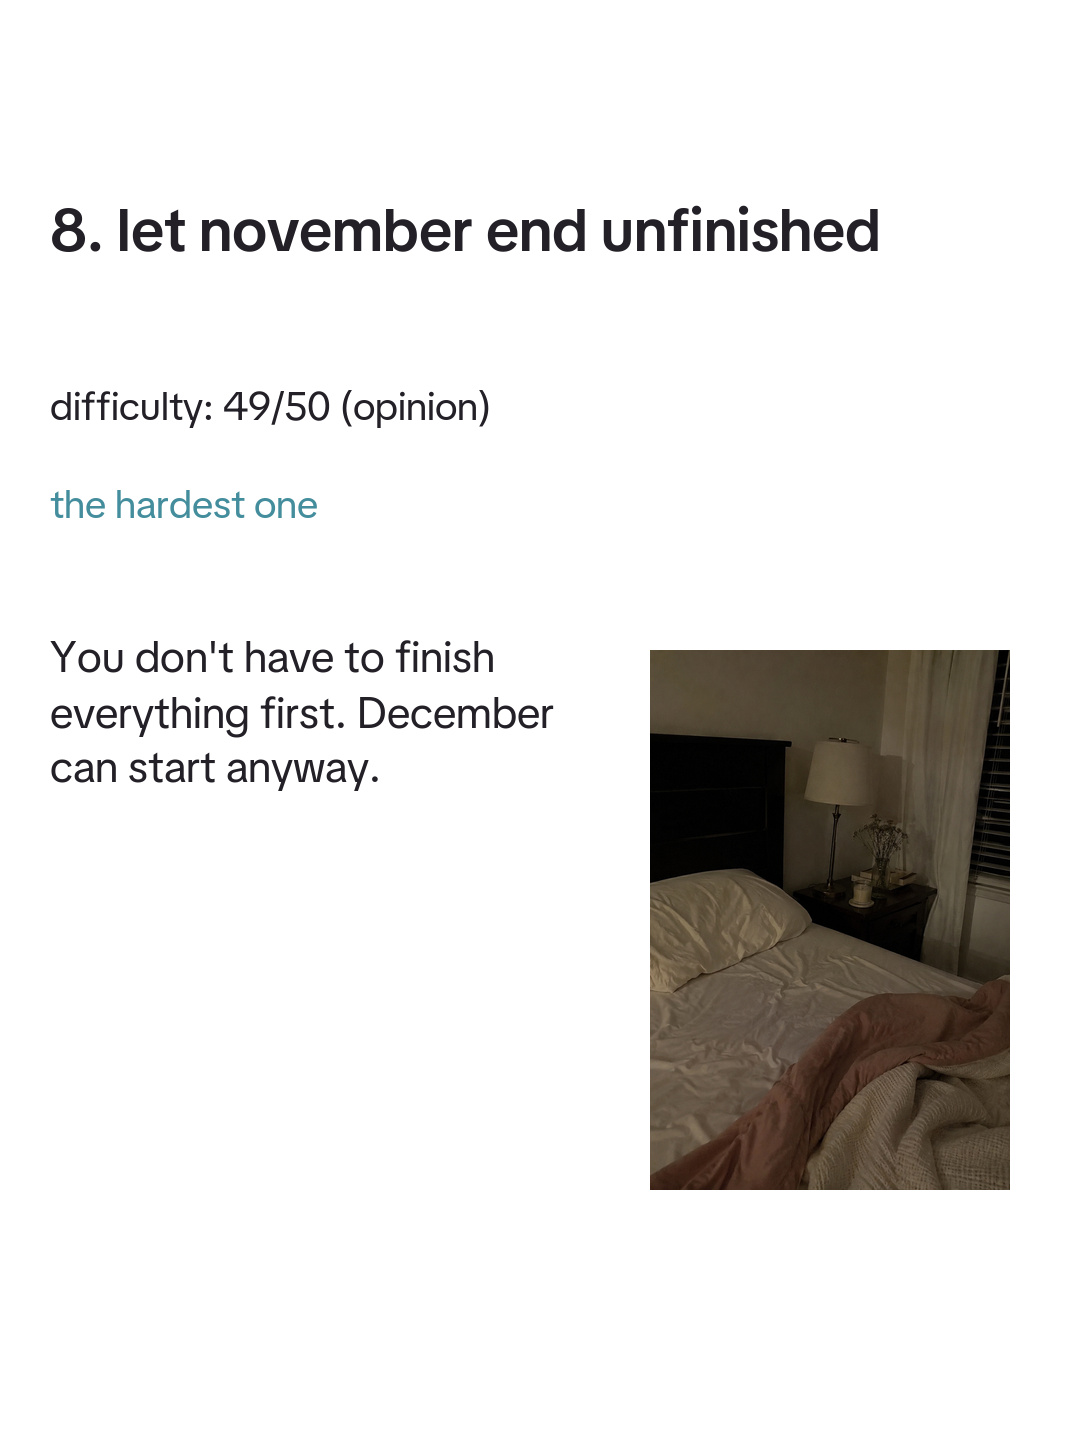 8. let november end unfinished
difficulty: 49/50 (opinion)
the hardest one
You don't have to finish
everything first. December
can start anyway.